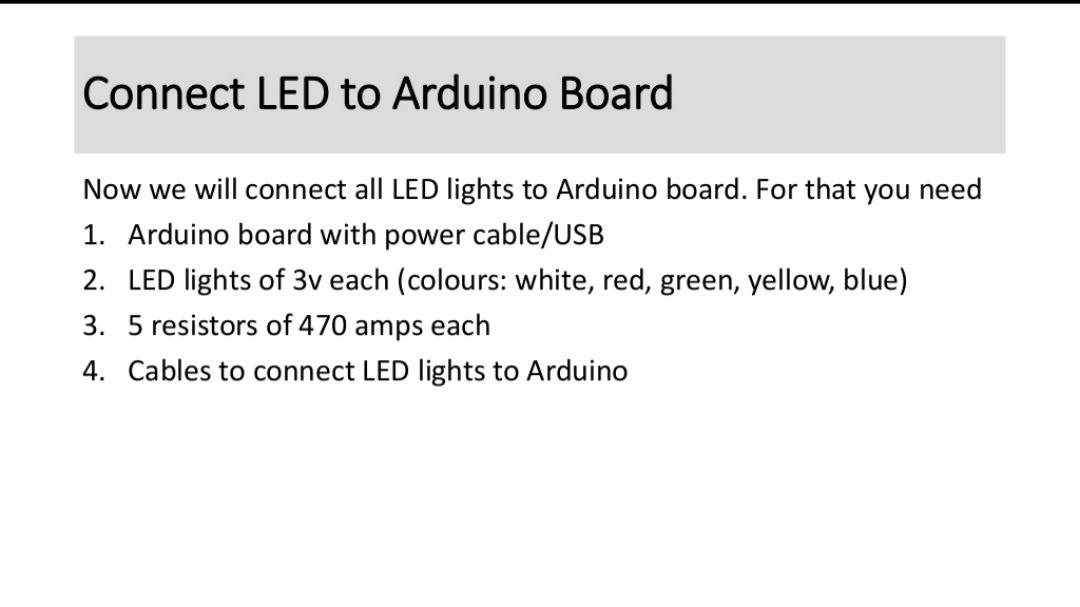 Connect LED to Arduino Board
Now we will connect all LED lights to Arduino board. For that you need
1. Arduino board with power cable/USB
2. LED lights of 3v each (colours: white, red, green, yellow, blue)
3. 5 resistors of 470 amps each
4. Cables to connect LED lights to Arduino